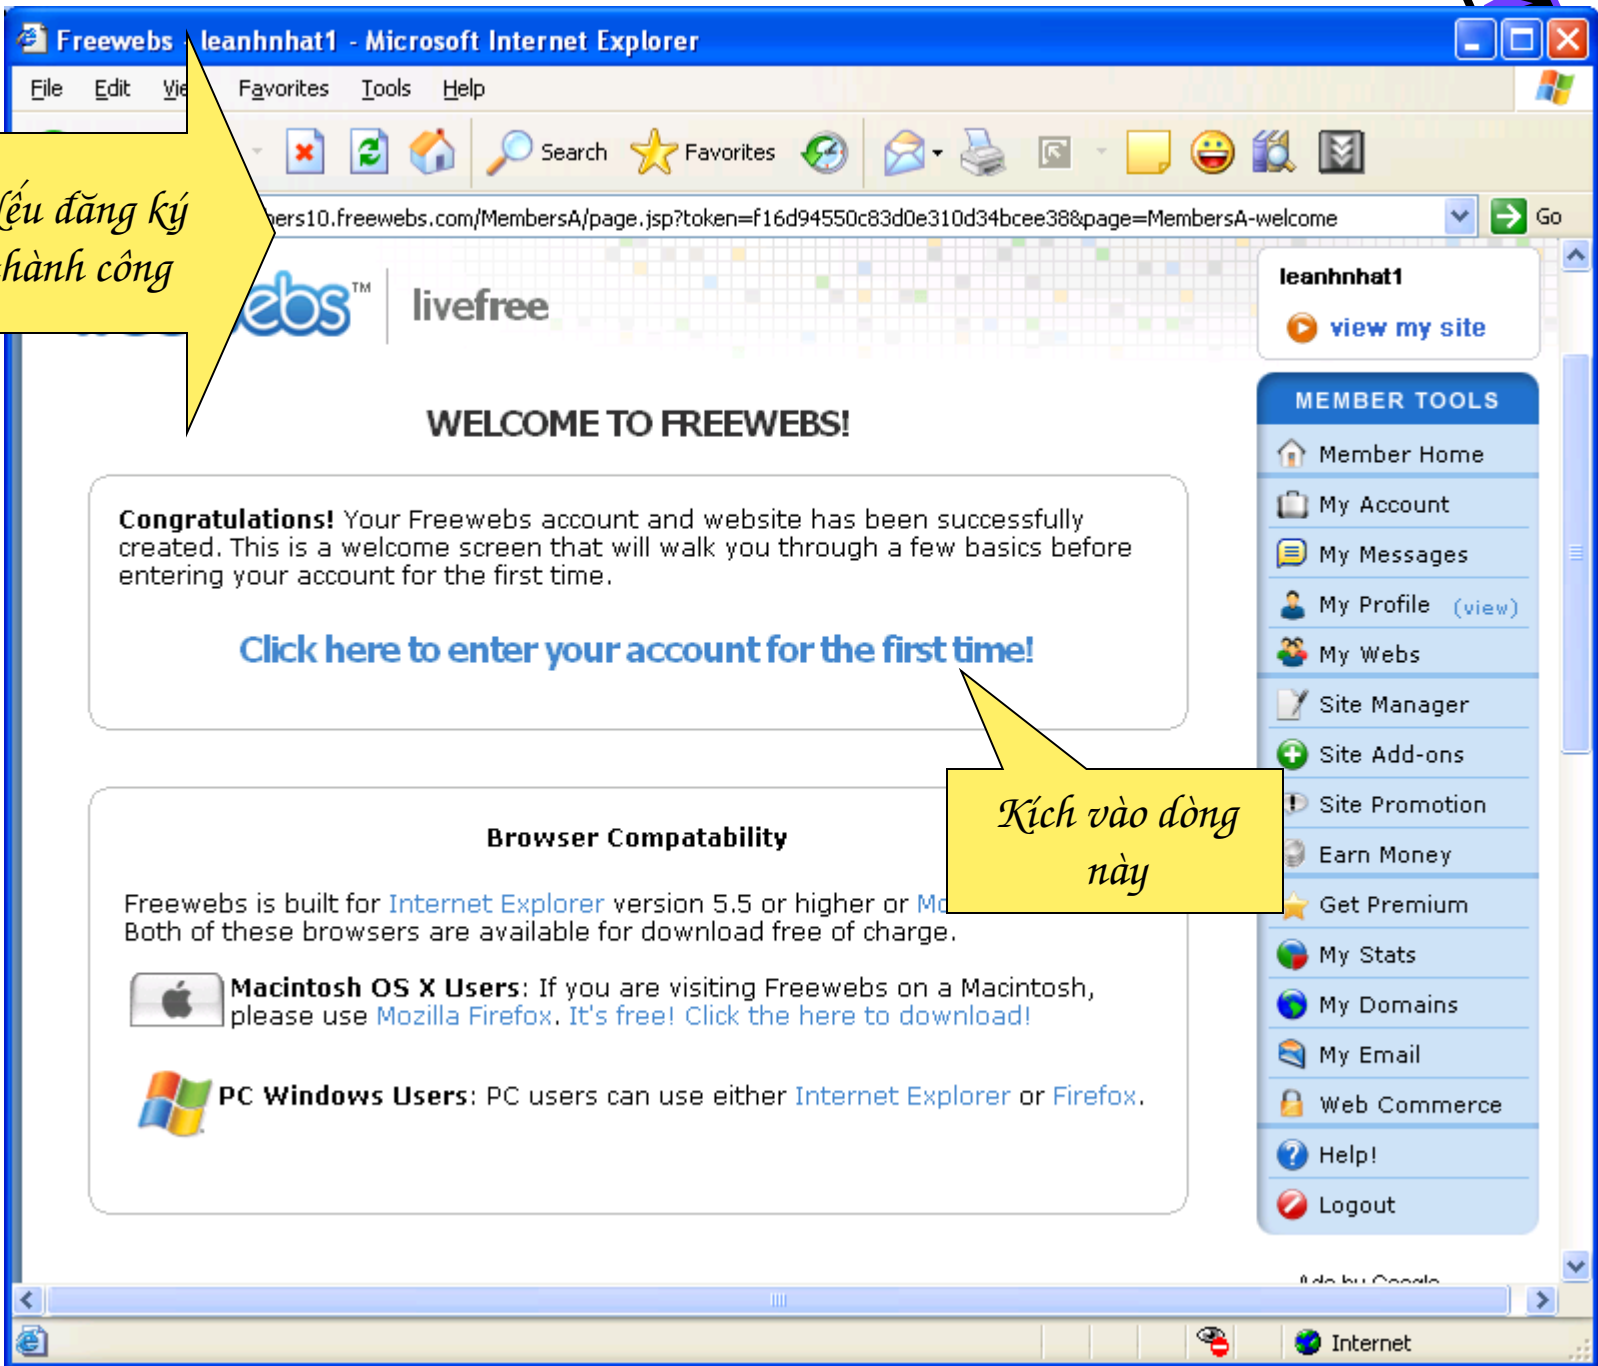 Freewebs - leanhnhat1 - Microsoft Internet Explorer
File Edit Favorites Tools Help
Search Favorites
đăng ký
công
freewebs.com/MembersA/page.jsp?token=f16d94550c83d0e310d34bcee38&page=MembersA-welcome Go
™ livefree
leanhnhat1
view my site
WELCOME TO FREEWEBS!
Congratulations! Your Freewebs account and website has been successfully
created. This is a welcome screen that will walk you through a few basics before
entering your account for the first time.
Click here to enter your account for the first time!
Kích vào dòng
này
Browser Compatability
Freewebs is built for Internet Explorer version 5.5 or higher or
Both of these browsers are available for download free of charge.
Macintosh OS X Users: If you are visiting Freewebs on a Macintosh,
please use Mozilla Firefox. It's free! Click the here to download!
PC Windows Users: PC users can use either Internet Explorer or Firefox.
MEMBER TOOLS
Member Home
My Account
My Messages
My Profile (view)
My Webs
Site Manager
Site Add-ons
Site Promotion
Earn Money
Get Premium
My Stats
My Domains
My Email
Web Commerce
Help!
Logout
Internet